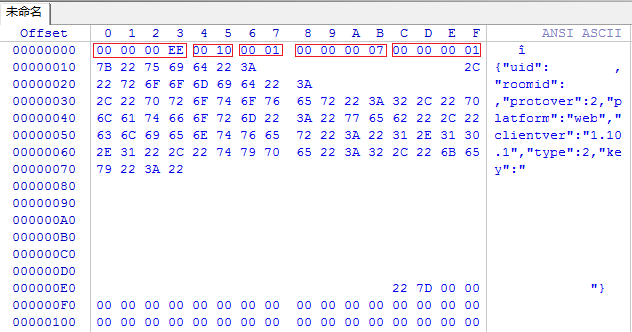 未命名
Offset 0 1 2 3 4 5 6 7 8 9 A B C D E F ANSI ASCII
00000000 00 00 00 EE 00 10 00 01 00 00 00 07 00 00 00 01 î
00000010 7B 22 75 69 64 22 3A 2C {"uid": ,
00000020 22 72 6F 6F 6D 69 64 22 3A "roomid":
00000030 2C 22 70 72 6F 74 6F 76 65 72 22 3A 32 2C 22 70 ,"protover":2,"p
00000040 6C 61 74 66 6F 72 6D 22 3A 22 77 65 62 22 2C 22 latform":"web","
00000050 63 6C 69 65 6E 74 76 65 72 22 3A 22 31 2E 31 30 clientver":"1.10
00000060 2E 31 22 2C 22 74 79 70 65 22 3A 32 2C 22 6B 65 .1","type":2,"ke
00000070 79 22 3A 22 y":"
00000080
00000090
000000A0
000000B0
000000C0
000000D0
000000E0 22 7D 00 00 "}
000000F0 00 00 00 00 00 00 00 00 00 00 00 00 00 00 00 00
00000100 00 00 00 00 00 00 00 00 00 00 00 00 00 00 00 00